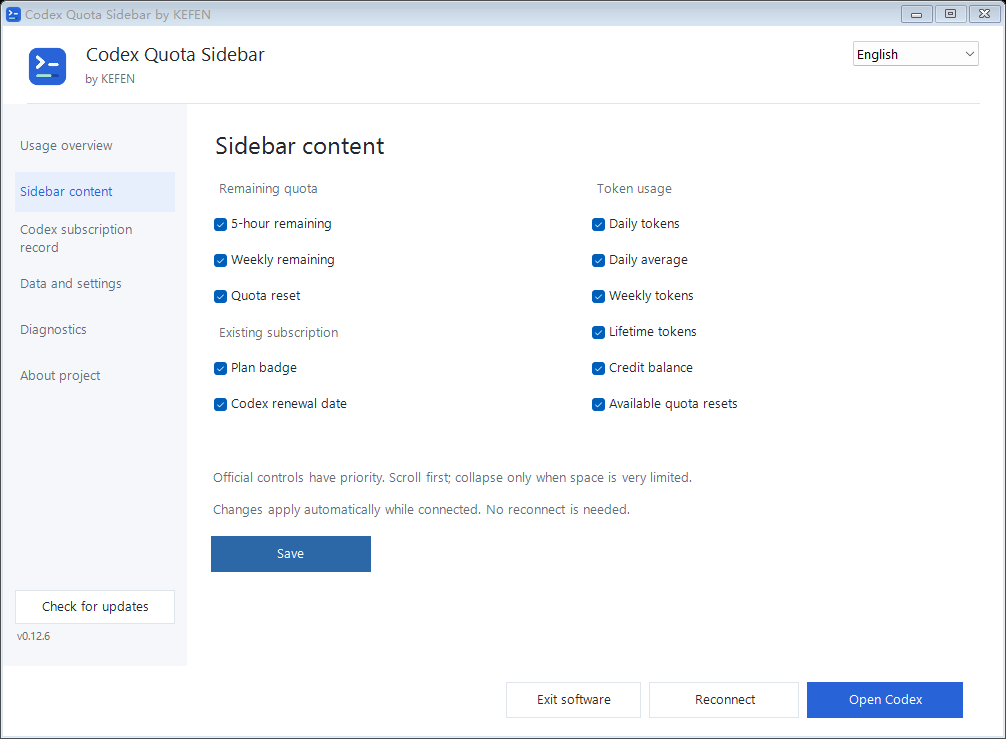 Codex Quota Sidebar by KEFEN
Codex Quota Sidebar
by KEFEN
English
Usage overview
Sidebar content
Codex subscription
record
Data and settings
Diagnostics
About project
Check for updates
v0.12.6
Sidebar content
Remaining quota
5-hour remaining
Weekly remaining
Quota reset
Existing subscription
Plan badge
Codex renewal date
Token usage
Daily tokens
Daily average
Weekly tokens
Lifetime tokens
Credit balance
Available quota resets
Official controls have priority. Scroll first; collapse only when space is very limited.
Changes apply automatically while connected. No reconnect is needed.
Save
Exit software
Reconnect
Open Codex